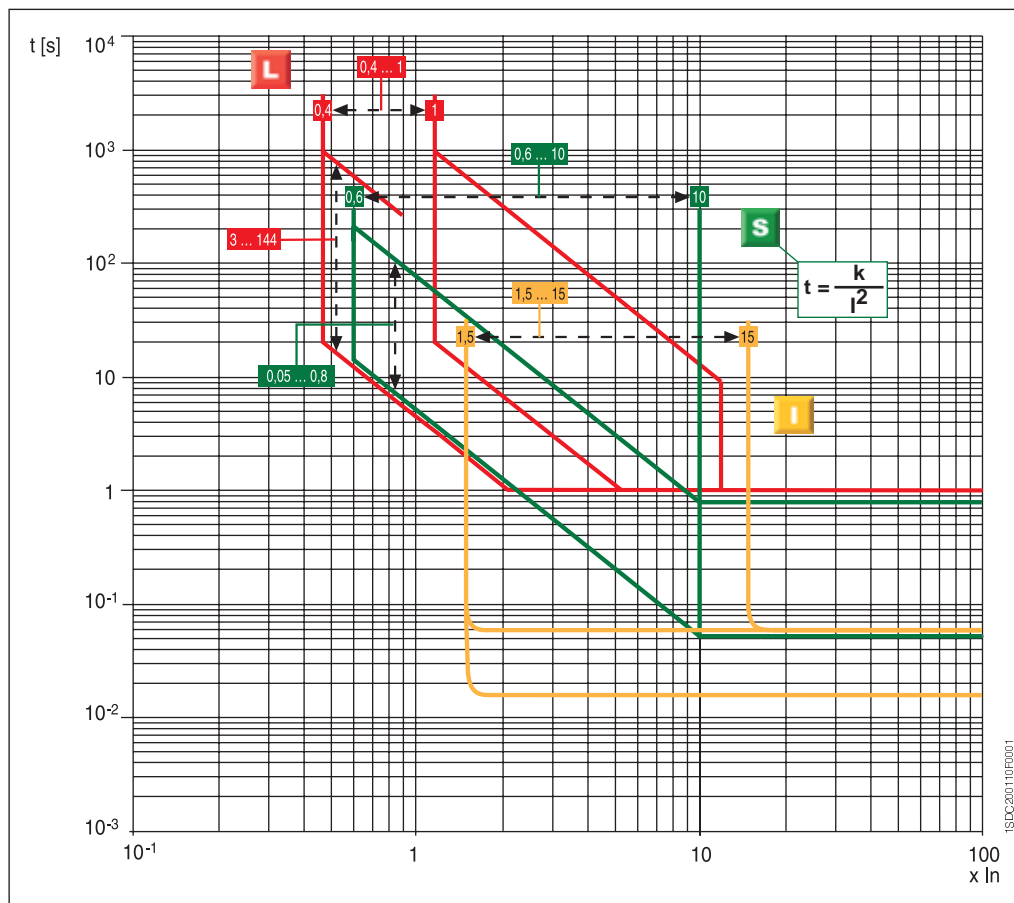 t [s]
10⁴
L
0,4 ... 1
0,4
1
10³
0,6 ... 10
0,6
10
S
3 ... 144
10²
t = k / I²
1,5 ... 15
1,5
15
0,05 ... 0,8
10
I
1
10⁻¹
10⁻²
10⁻³
10⁻¹
1
10
100
x In
1SDC200110F0001